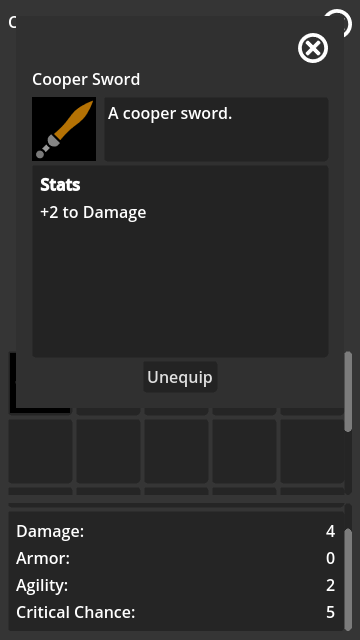 C
Cooper Sword
A cooper sword.
Stats
+2 to Damage
Unequip
Damage: 4
Armor: 0
Agility: 2
Critical Chance: 5